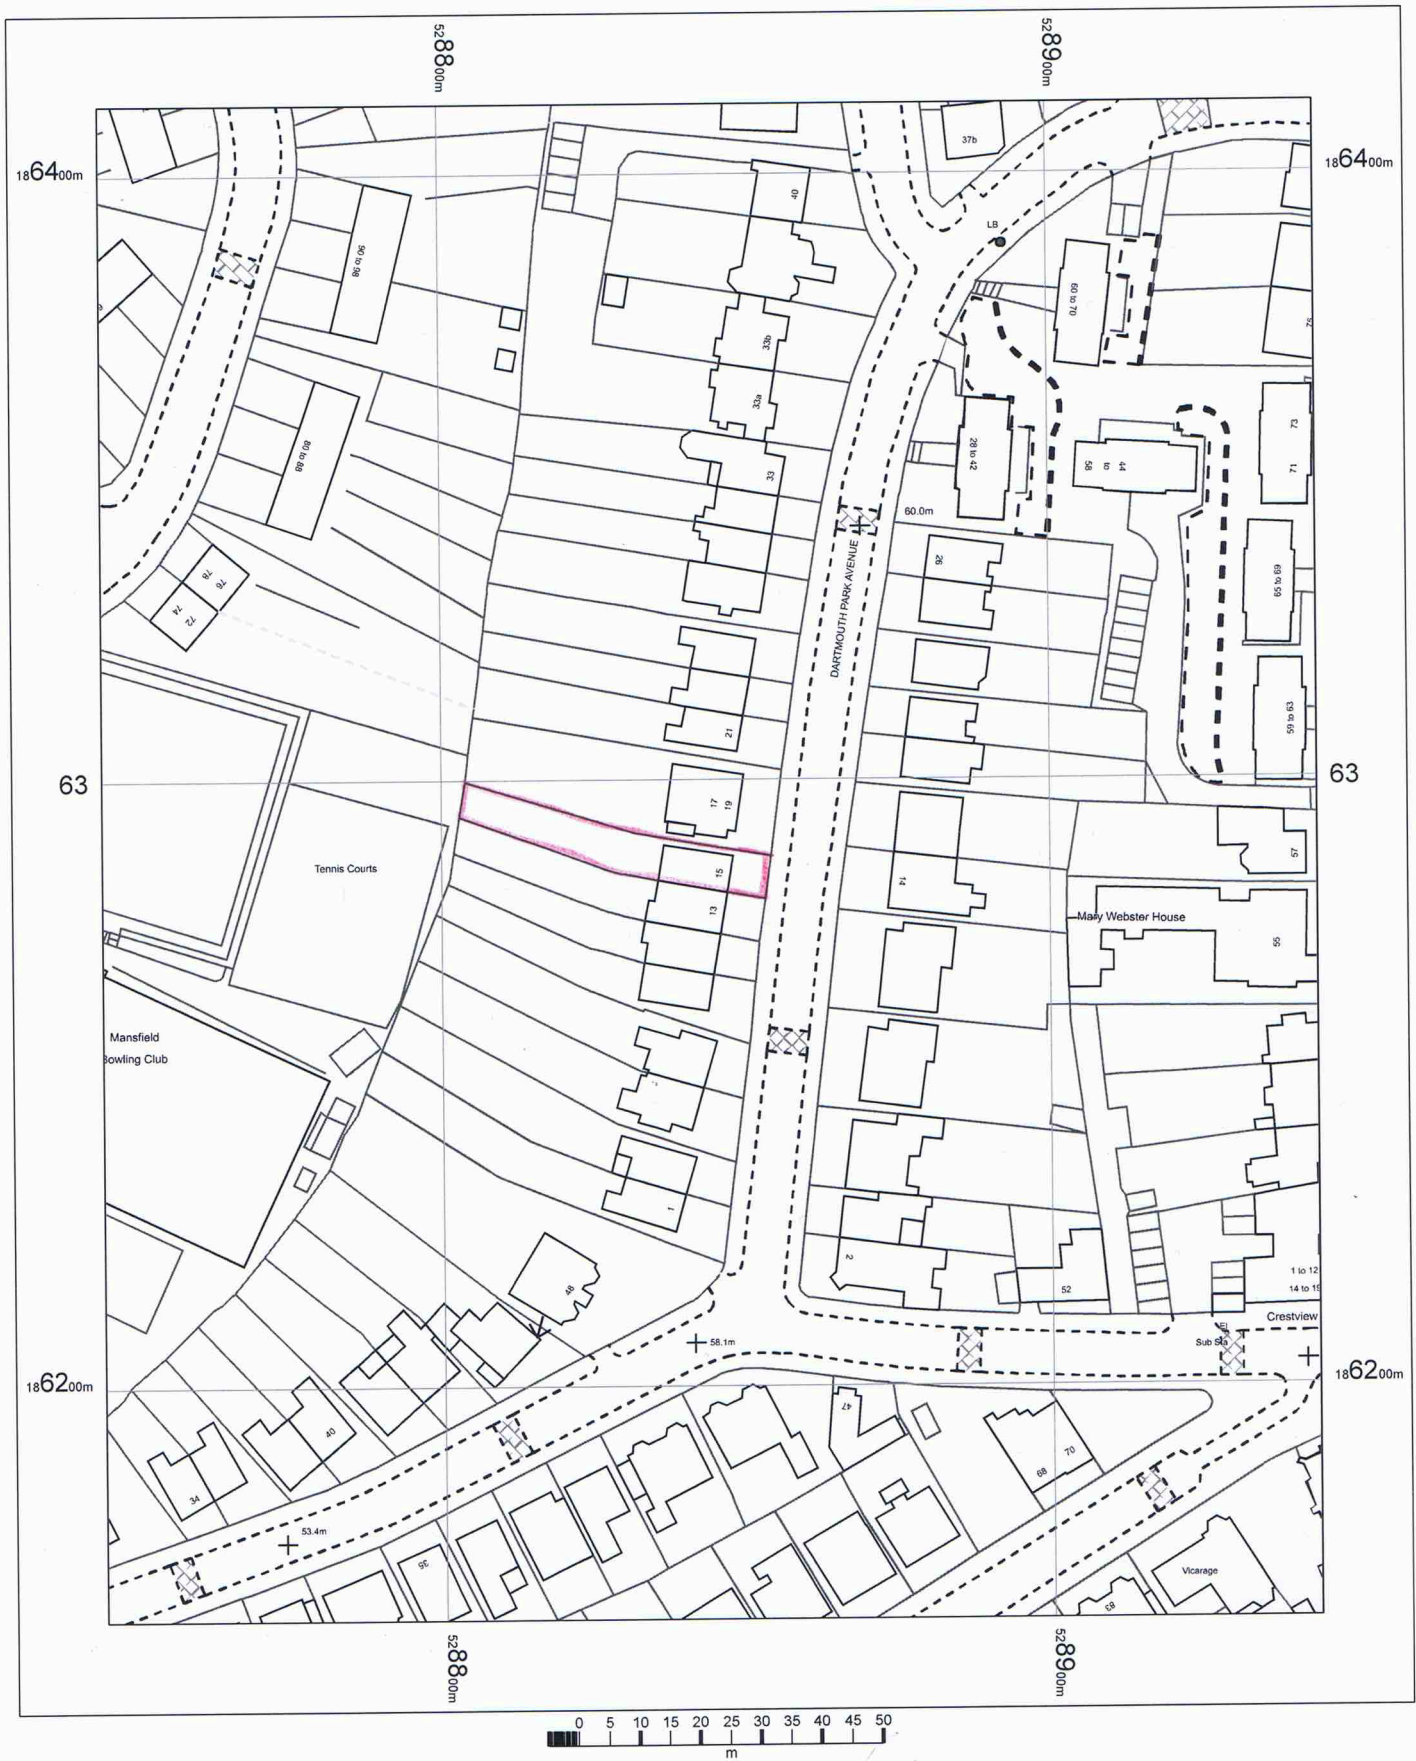 528800m
528900m
186400m
186400m
37b
40
LB
90 to 98
60 to 70
33b
52
33a
73
80 to 88
33
28 to 42
44
to
58
71
60.0m
26
78
76
74
72
65 to 69
DARTMOUTH PARK AVENUE
21
59 to 63
63
63
17
19
57
Tennis Courts
15
14
13
Mary Webster House
55
Mansfield
Bowling Club
1
2
48
52
1 to 12
14 to 19
Crestview
El
Sub Sta
58.1m
186200m
186200m
47
40
70
68
34
53.4m
35
Vicarage
83
528800m
528900m
0 5 10 15 20 25 30 35 40 45 50
m